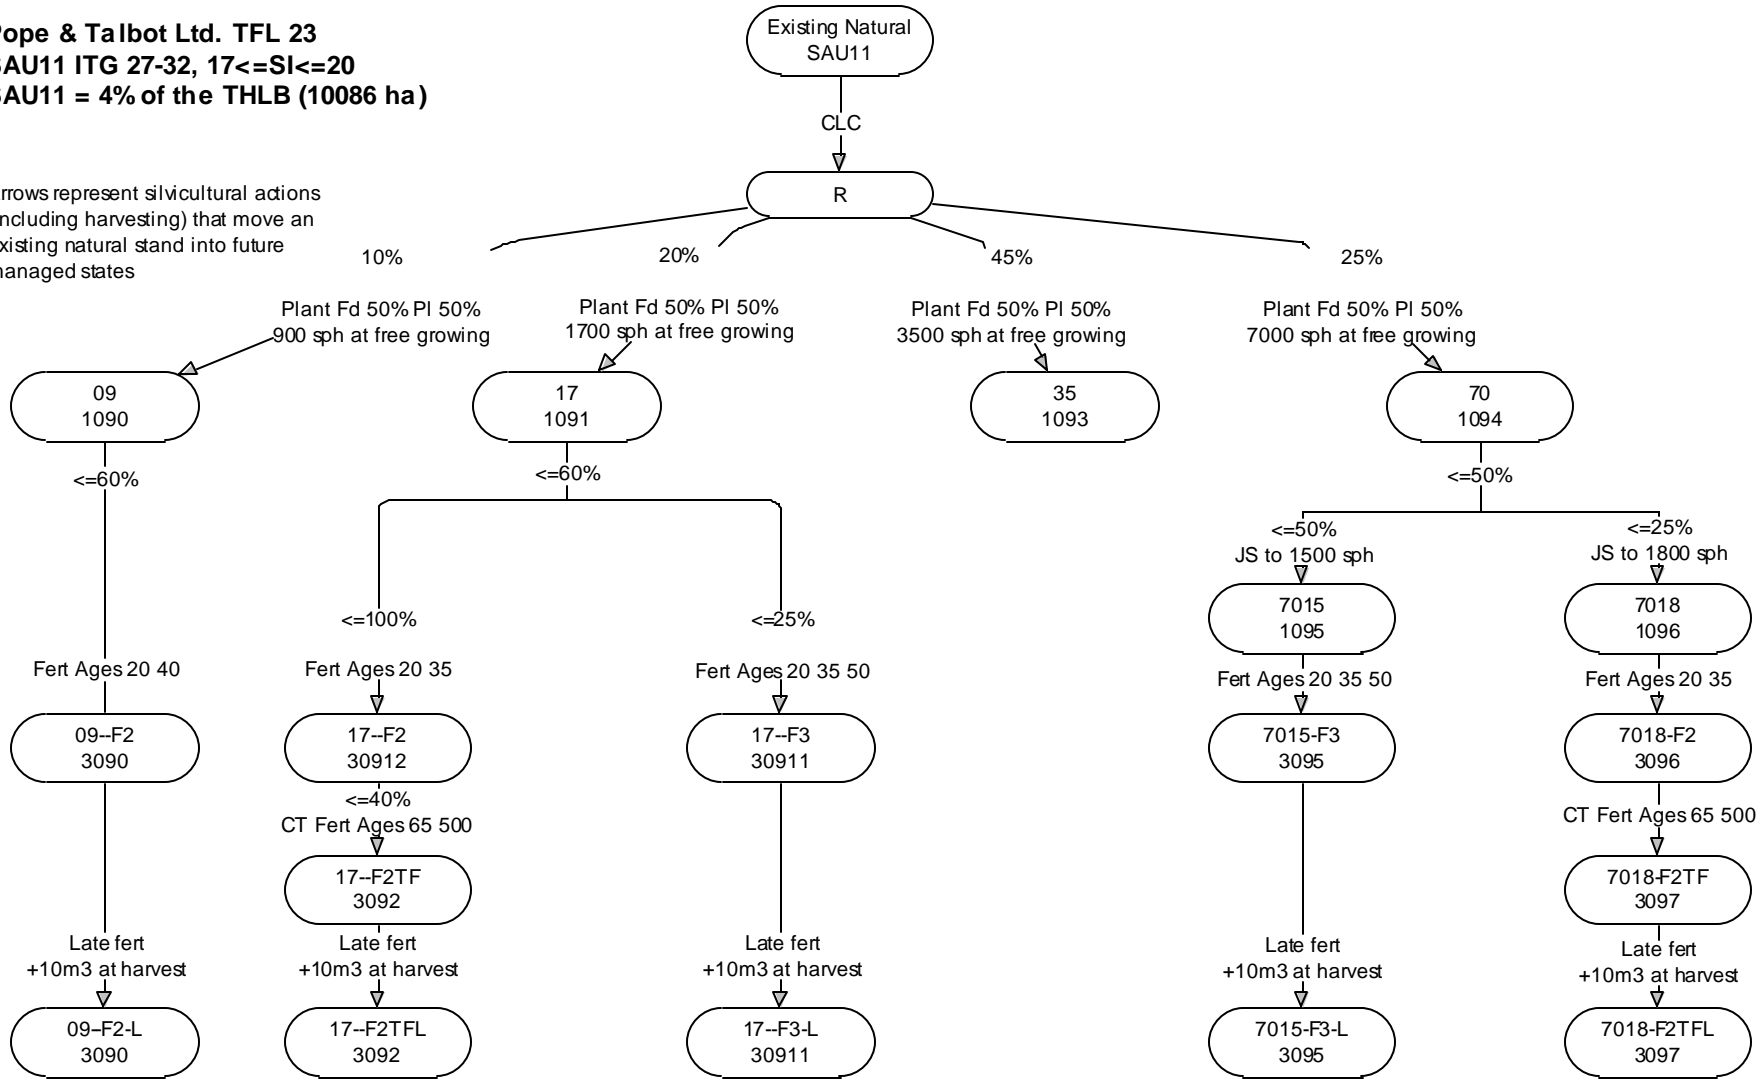 ope & Talbot Ltd. TFL 23
SAU11 ITG 27-32, 17<=SI<=20
SAU11 = 4% of the THLB (10086 ha)
Existing Natural
SAU11
CLC
R
rrows represent silvicultural actions
ncluding harvesting) that move an
xisting natural stand into future
managed states
10%
20%
45%
25%
Plant Fd 50% Pl 50%
900 sph at free growing
Plant Fd 50% Pl 50%
1700 sph at free growing
Plant Fd 50% Pl 50%
3500 sph at free growing
Plant Fd 50% Pl 50%
7000 sph at free growing
09
1090
17
1091
35
1093
70
1094
<=60%
<=60%
<=50%
<=50%
JS to 1500 sph
<=25%
JS to 1800 sph
7015
1095
7018
1096
<=100%
<=25%
Fert Ages 20 40
Fert Ages 20 35
Fert Ages 20 35 50
Fert Ages 20 35 50
Fert Ages 20 35
09--F2
3090
17--F2
30912
17--F3
30911
7015-F3
3095
7018-F2
3096
<=40%
CT Fert Ages 65 500
CT Fert Ages 65 500
17--F2TF
3092
7018-F2TF
3097
Late fert
+10m3 at harvest
Late fert
+10m3 at harvest
Late fert
+10m3 at harvest
Late fert
+10m3 at harvest
Late fert
+10m3 at harvest
09–F2-L
3090
17--F2TFL
3092
17--F3-L
30911
7015-F3-L
3095
7018-F2TFL
3097